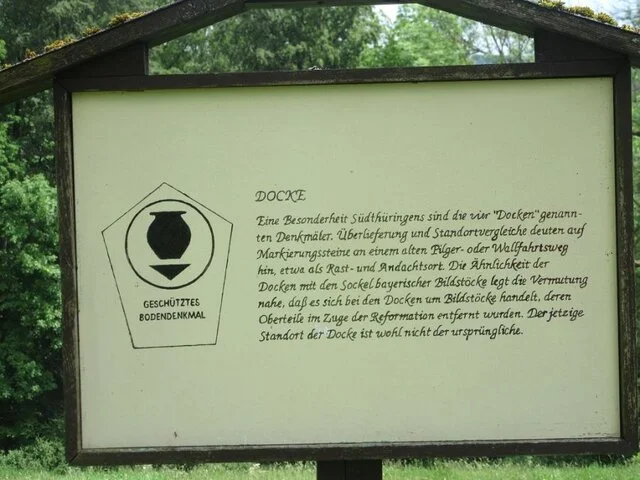 DOCKE
Eine Besonderheit Südthüringens sind die vier "Docken" genann-
ten Denkmäler. Überlieferung und Standortvergleiche deuten auf
Markierungssteine an einem alten Pilger- oder Wallfahrtsweg
hin, etwa als Rast- und Andachtsort. Die Ähnlichkeit der
Docken mit den Sockel bayerischer Bildstöcke legt die Vermutung
nahe, daß es sich bei den Docken um Bildstöcke handelt, deren
Oberteile im Zuge der Reformation entfernt wurden. Der jetzige
Standort der Docke ist wohl nicht der ursprüngliche.
GESCHÜTZTES
BODENDENKMAL